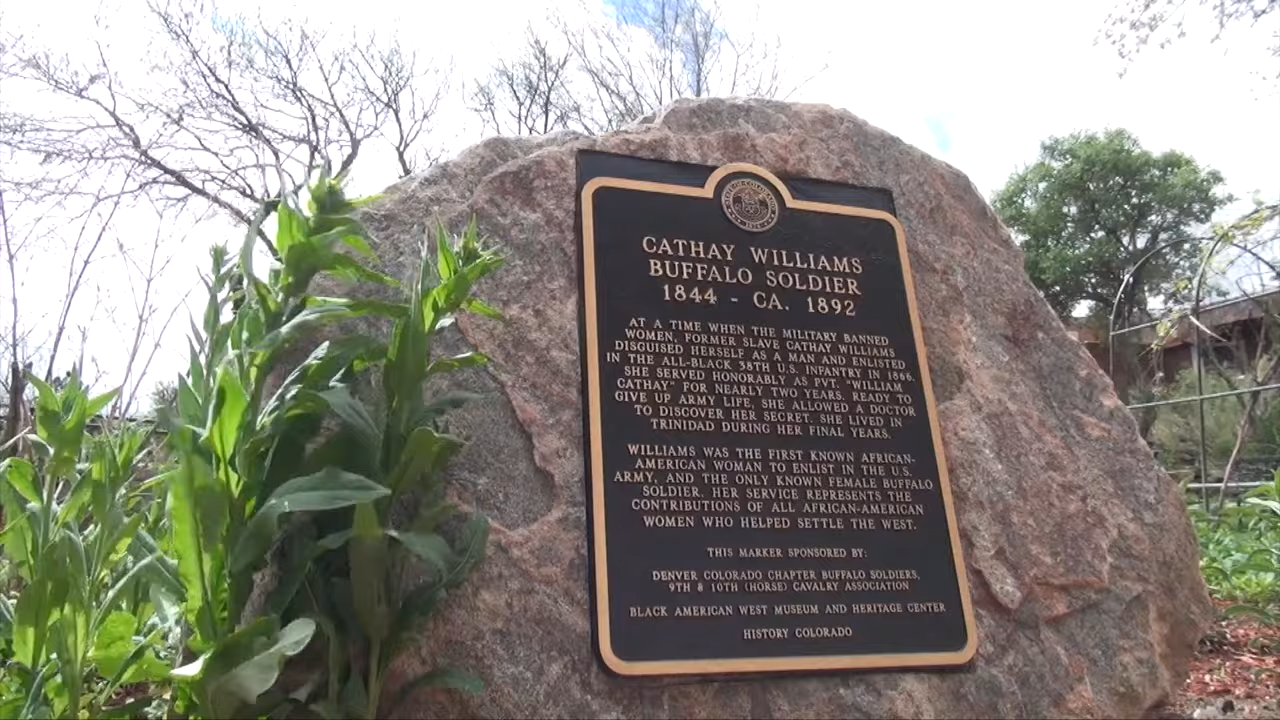 CATHAY WILLIAMS
BUFFALO SOLDIER
1844 - CA. 1892
AT A TIME WHEN THE MILITARY BANNED
WOMEN, FORMER SLAVE CATHAY WILLIAMS
DISGUISED HERSELF AS A MAN AND ENLISTED
IN THE ALL-BLACK 38TH U.S. INFANTRY IN 1866.
SHE SERVED HONORABLY AS PVT. "WILLIAM
CATHAY" FOR NEARLY TWO YEARS. READY TO
GIVE UP ARMY LIFE, SHE ALLOWED A DOCTOR
TO DISCOVER HER SECRET. SHE LIVED IN
TRINIDAD DURING HER FINAL YEARS.
WILLIAMS WAS THE FIRST KNOWN AFRICAN-
AMERICAN WOMAN TO ENLIST IN THE U.S.
ARMY, AND THE ONLY KNOWN FEMALE BUFFALO
SOLDIER. HER SERVICE REPRESENTS THE
CONTRIBUTIONS OF ALL AFRICAN-AMERICAN
WOMEN WHO HELPED SETTLE THE WEST.
THIS MARKER SPONSORED BY:
DENVER COLORADO CHAPTER BUFFALO SOLDIERS,
9TH & 10TH (HORSE) CAVALRY ASSOCIATION
BLACK AMERICAN WEST MUSEUM AND HERITAGE CENTER
HISTORY COLORADO